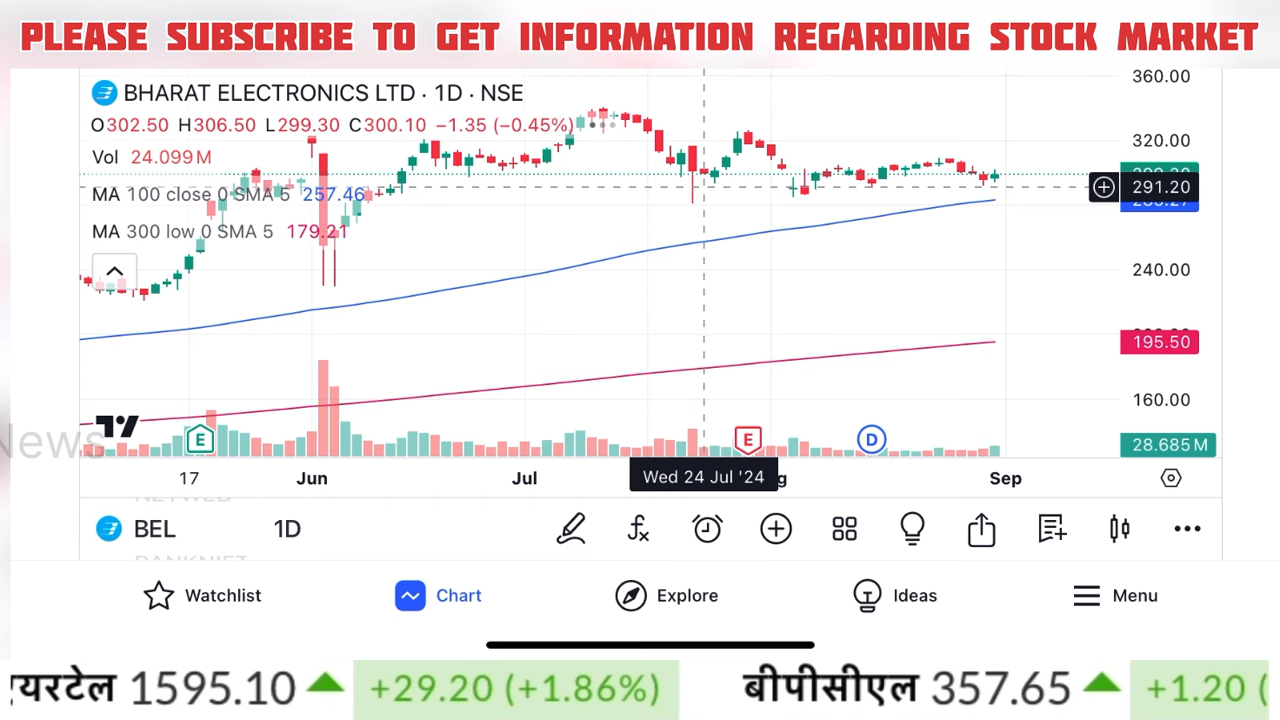 PLEASE SUBSCRIBE TO GET INFORMATION REGARDING STOCK MARKET
BHARAT ELECTRONICS LTD · 1D · NSE
O302.50 H306.50 L299.30 C300.10 −1.35 (−0.45%)
Vol 24.099M
MA 100 close 0 SMA 5 257.46
MA 300 low 0 SMA 5 179.21
360.00
320.00
291.20
240.00
195.50
160.00
28.685M
News
E
E
D
17
Jun
Jul
Wed 24 Jul '24
Sep
BEL
1D
Watchlist
Chart
Explore
Ideas
Menu
यरटेल 1595.10 +29.20 (+1.86%) बीपीसीएल 357.65 +1.20 (